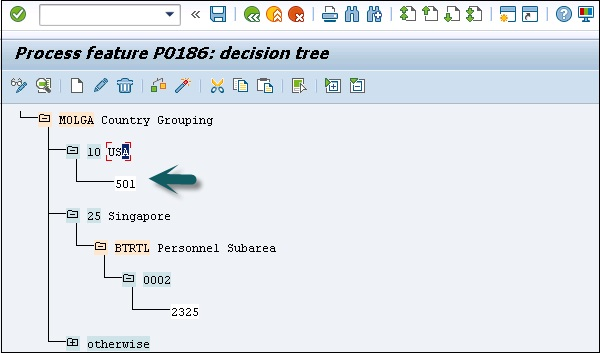 Process feature P0186: decision tree
MOLGA Country Grouping
10 USA
501
25 Singapore
BTRTL Personnel Subarea
0002
2325
otherwise